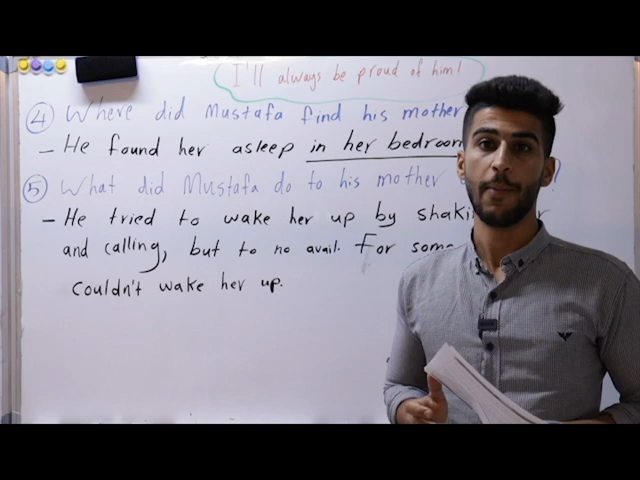 I'll always be proud of him!
④ Where did Mustafa find his mother
– He found her asleep in her bedroom
⑤ What did Mustafa do to his mother ?
– He tried to wake her up by
and calling, but to no avail. For
couldn't wake her up.